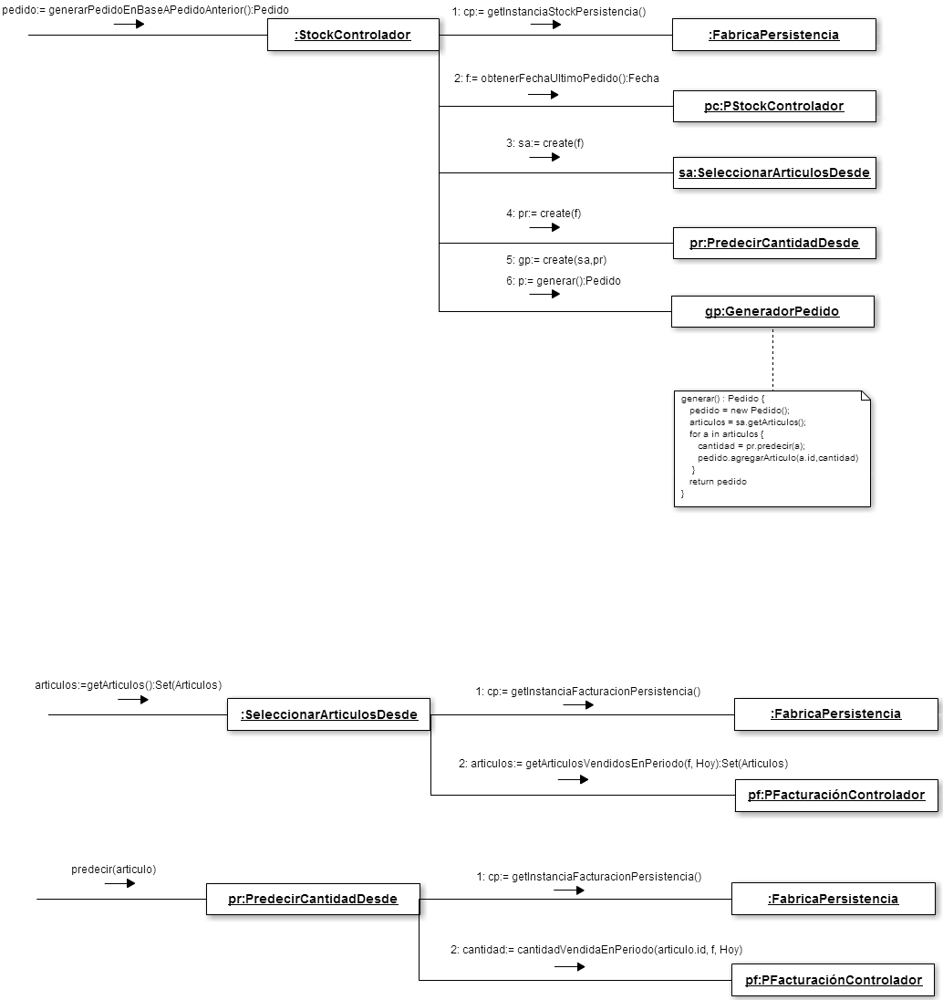 pedido:= generarPedidoEnBaseAPedidoAnterior():Pedido
:StockControlador
1: cp:= getInstanciaStockPersistencia()
:FabricaPersistencia
2: f:= obtenerFechaUltimoPedido():Fecha
pc:PStockControlador
3: sa:= create(f)
sa:SeleccionarArticulosDesde
4: pr:= create(f)
pr:PredecirCantidadDesde
5: gp:= create(sa,pr)
6: p:= generar():Pedido
gp:GeneradorPedido
generar() : Pedido {
pedido = new Pedido();
articulos = sa.getArticulos();
for a in articulos {
cantidad = pr.predecir(a);
pedido.agregarArticulo(a.id,cantidad)
}
return pedido
}
articulos:=getArticulos():Set(Articulos)
:SeleccionarArticulosDesde
1: cp:= getInstanciaFacturacionPersistencia()
:FabricaPersistencia
2: articulos:= getArticulosVendidosEnPeriodo(f, Hoy):Set(Articulos)
pf:PFacturaciónControlador
predecir(articulo)
pr:PredecirCantidadDesde
1: cp:= getInstanciaFacturacionPersistencia()
:FabricaPersistencia
2: cantidad:= cantidadVendidaEnPeriodo(articulo.id, f, Hoy)
pf:PFacturaciónControlador